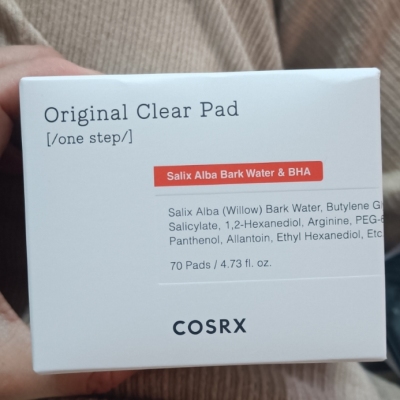 Original Clear Pad
[/one step/]
Salix Alba Bark Water & BHA
Salix Alba (Willow) Bark Water, Butylene
Salicylate, 1,2-Hexanediol, Arginine,
Panthenol, Allantoin, Ethyl Hexanediol, Etc
70 Pads / 4.73 fl. oz.
COSRX